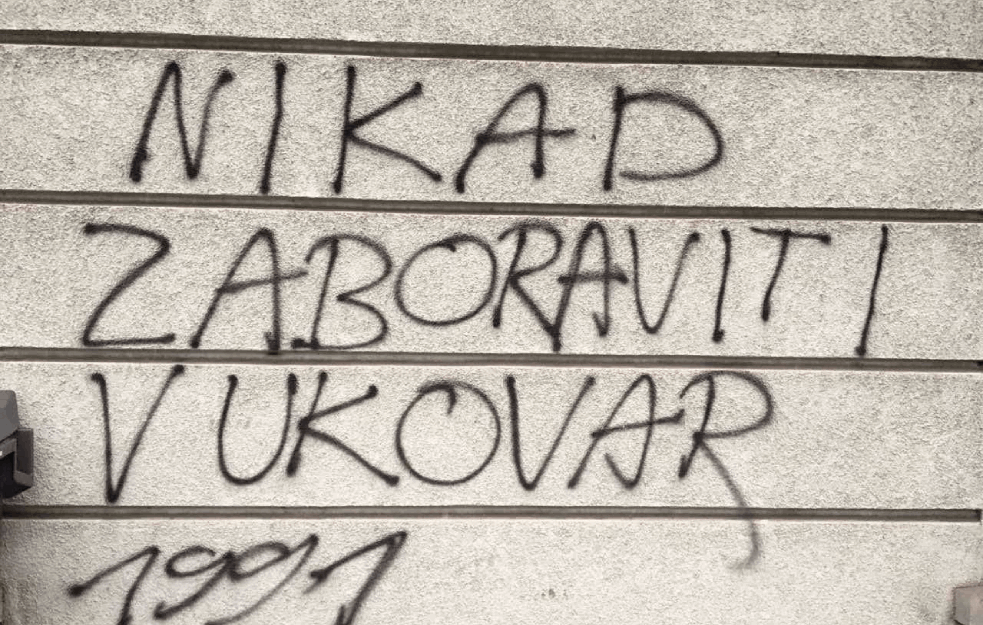 NIKAD
ZABORAVITI
VUKOVAR
1991